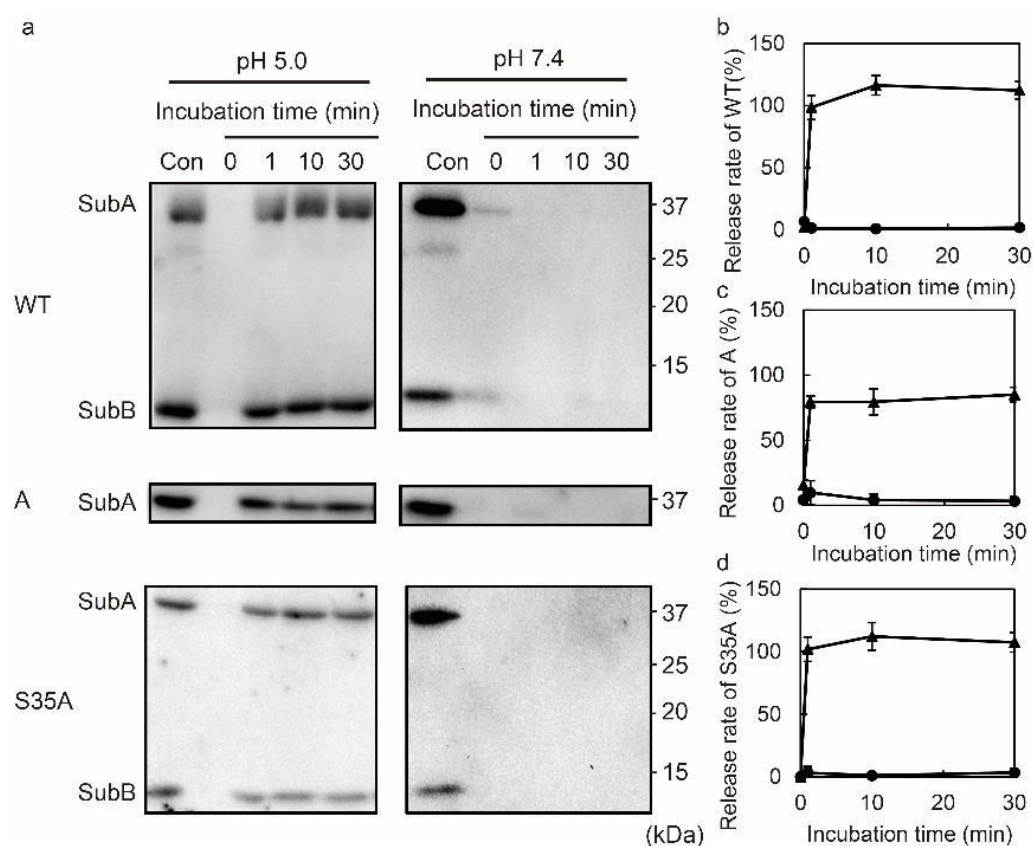 a
pH 5.0
pH 7.4
Incubation time (min)
Incubation time (min)
Con 0 1 10 30
Con 0 1 10 30
WT
SubA
SubB
37
25
20
15
A
SubA
37
S35A
SubA
SubB
37
25
20
15
(kDa)
b
Release rate of WT(%)
150
100
50
0
0 10 20 30
Incubation time (min)
c
Release rate of A (%)
150
100
50
0
0 10 20 30
Incubation time (min)
d
Release rate of S35A (%)
150
100
50
0
0 10 20 30
Incubation time (min)